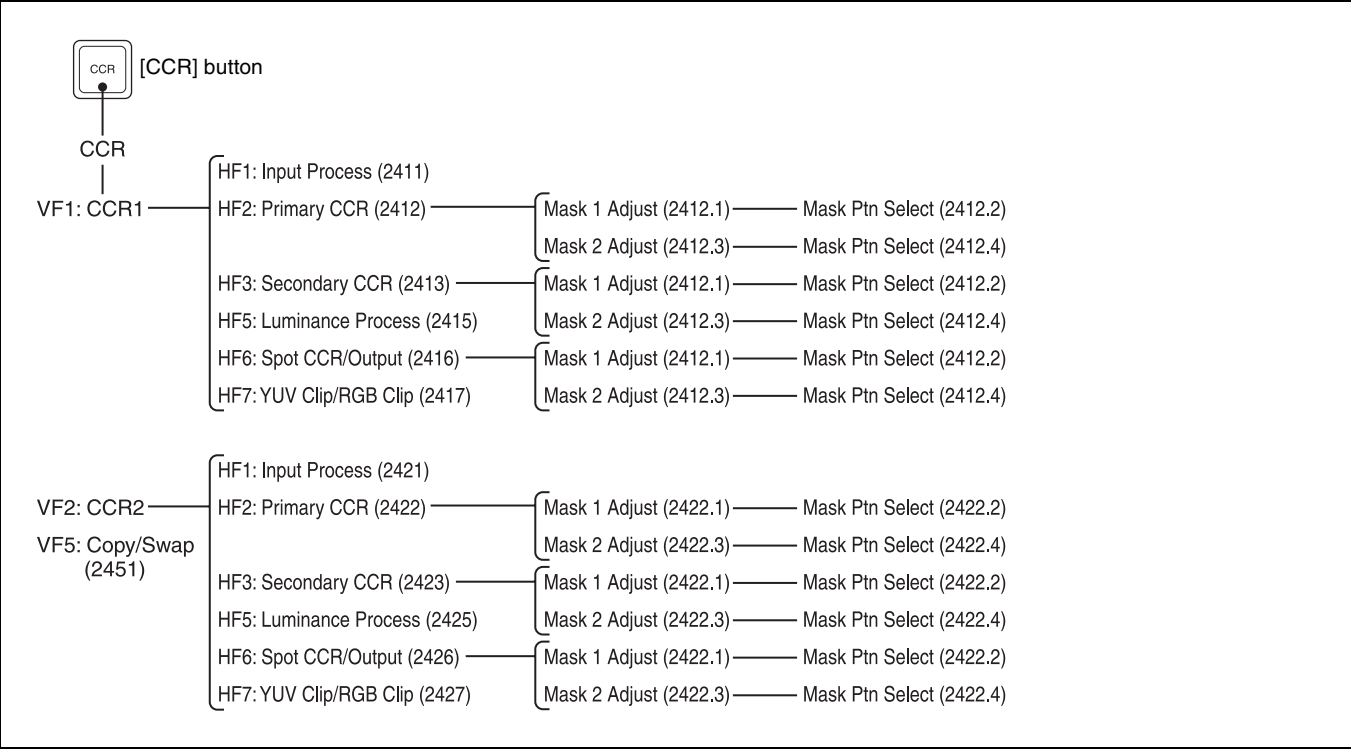 CCR
[CCR] button
CCR
HF1: Input Process (2411)
VF1: CCR1 HF2: Primary CCR (2412) Mask 1 Adjust (2412.1) Mask Ptn Select (2412.2)
Mask 2 Adjust (2412.3) Mask Ptn Select (2412.4)
HF3: Secondary CCR (2413) Mask 1 Adjust (2412.1) Mask Ptn Select (2412.2)
HF5: Luminance Process (2415) Mask 2 Adjust (2412.3) Mask Ptn Select (2412.4)
HF6: Spot CCR/Output (2416) Mask 1 Adjust (2412.1) Mask Ptn Select (2412.2)
HF7: YUV Clip/RGB Clip (2417) Mask 2 Adjust (2412.3) Mask Ptn Select (2412.4)
HF1: Input Process (2421)
VF2: CCR2 HF2: Primary CCR (2422) Mask 1 Adjust (2422.1) Mask Ptn Select (2422.2)
VF5: Copy/Swap Mask 2 Adjust (2422.3) Mask Ptn Select (2422.4)
(2451)
HF3: Secondary CCR (2423) Mask 1 Adjust (2422.1) Mask Ptn Select (2422.2)
HF5: Luminance Process (2425) Mask 2 Adjust (2422.3) Mask Ptn Select (2422.4)
HF6: Spot CCR/Output (2426) Mask 1 Adjust (2422.1) Mask Ptn Select (2422.2)
HF7: YUV Clip/RGB Clip (2427) Mask 2 Adjust (2422.3) Mask Ptn Select (2422.4)